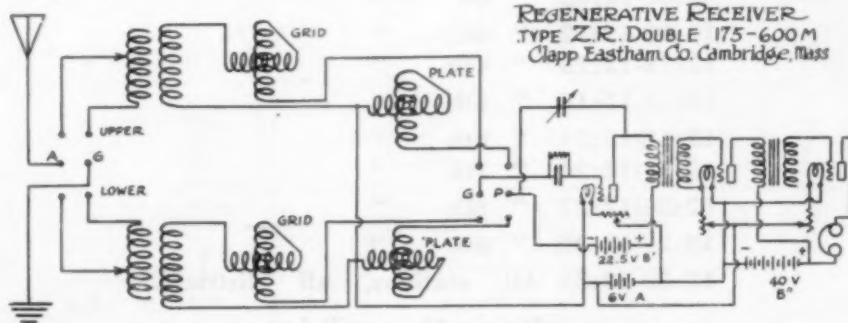 REGENERATIVE RECEIVER
TYPE Z.R. DOUBLE 175-600 M
Clapp Eastham Co. Cambridge, Mass
GRID
PLATE
UPPER
A G
LOWER
G P
GRID
PLATE
- +
22.5V B'
6V A
- +
40 V
B"